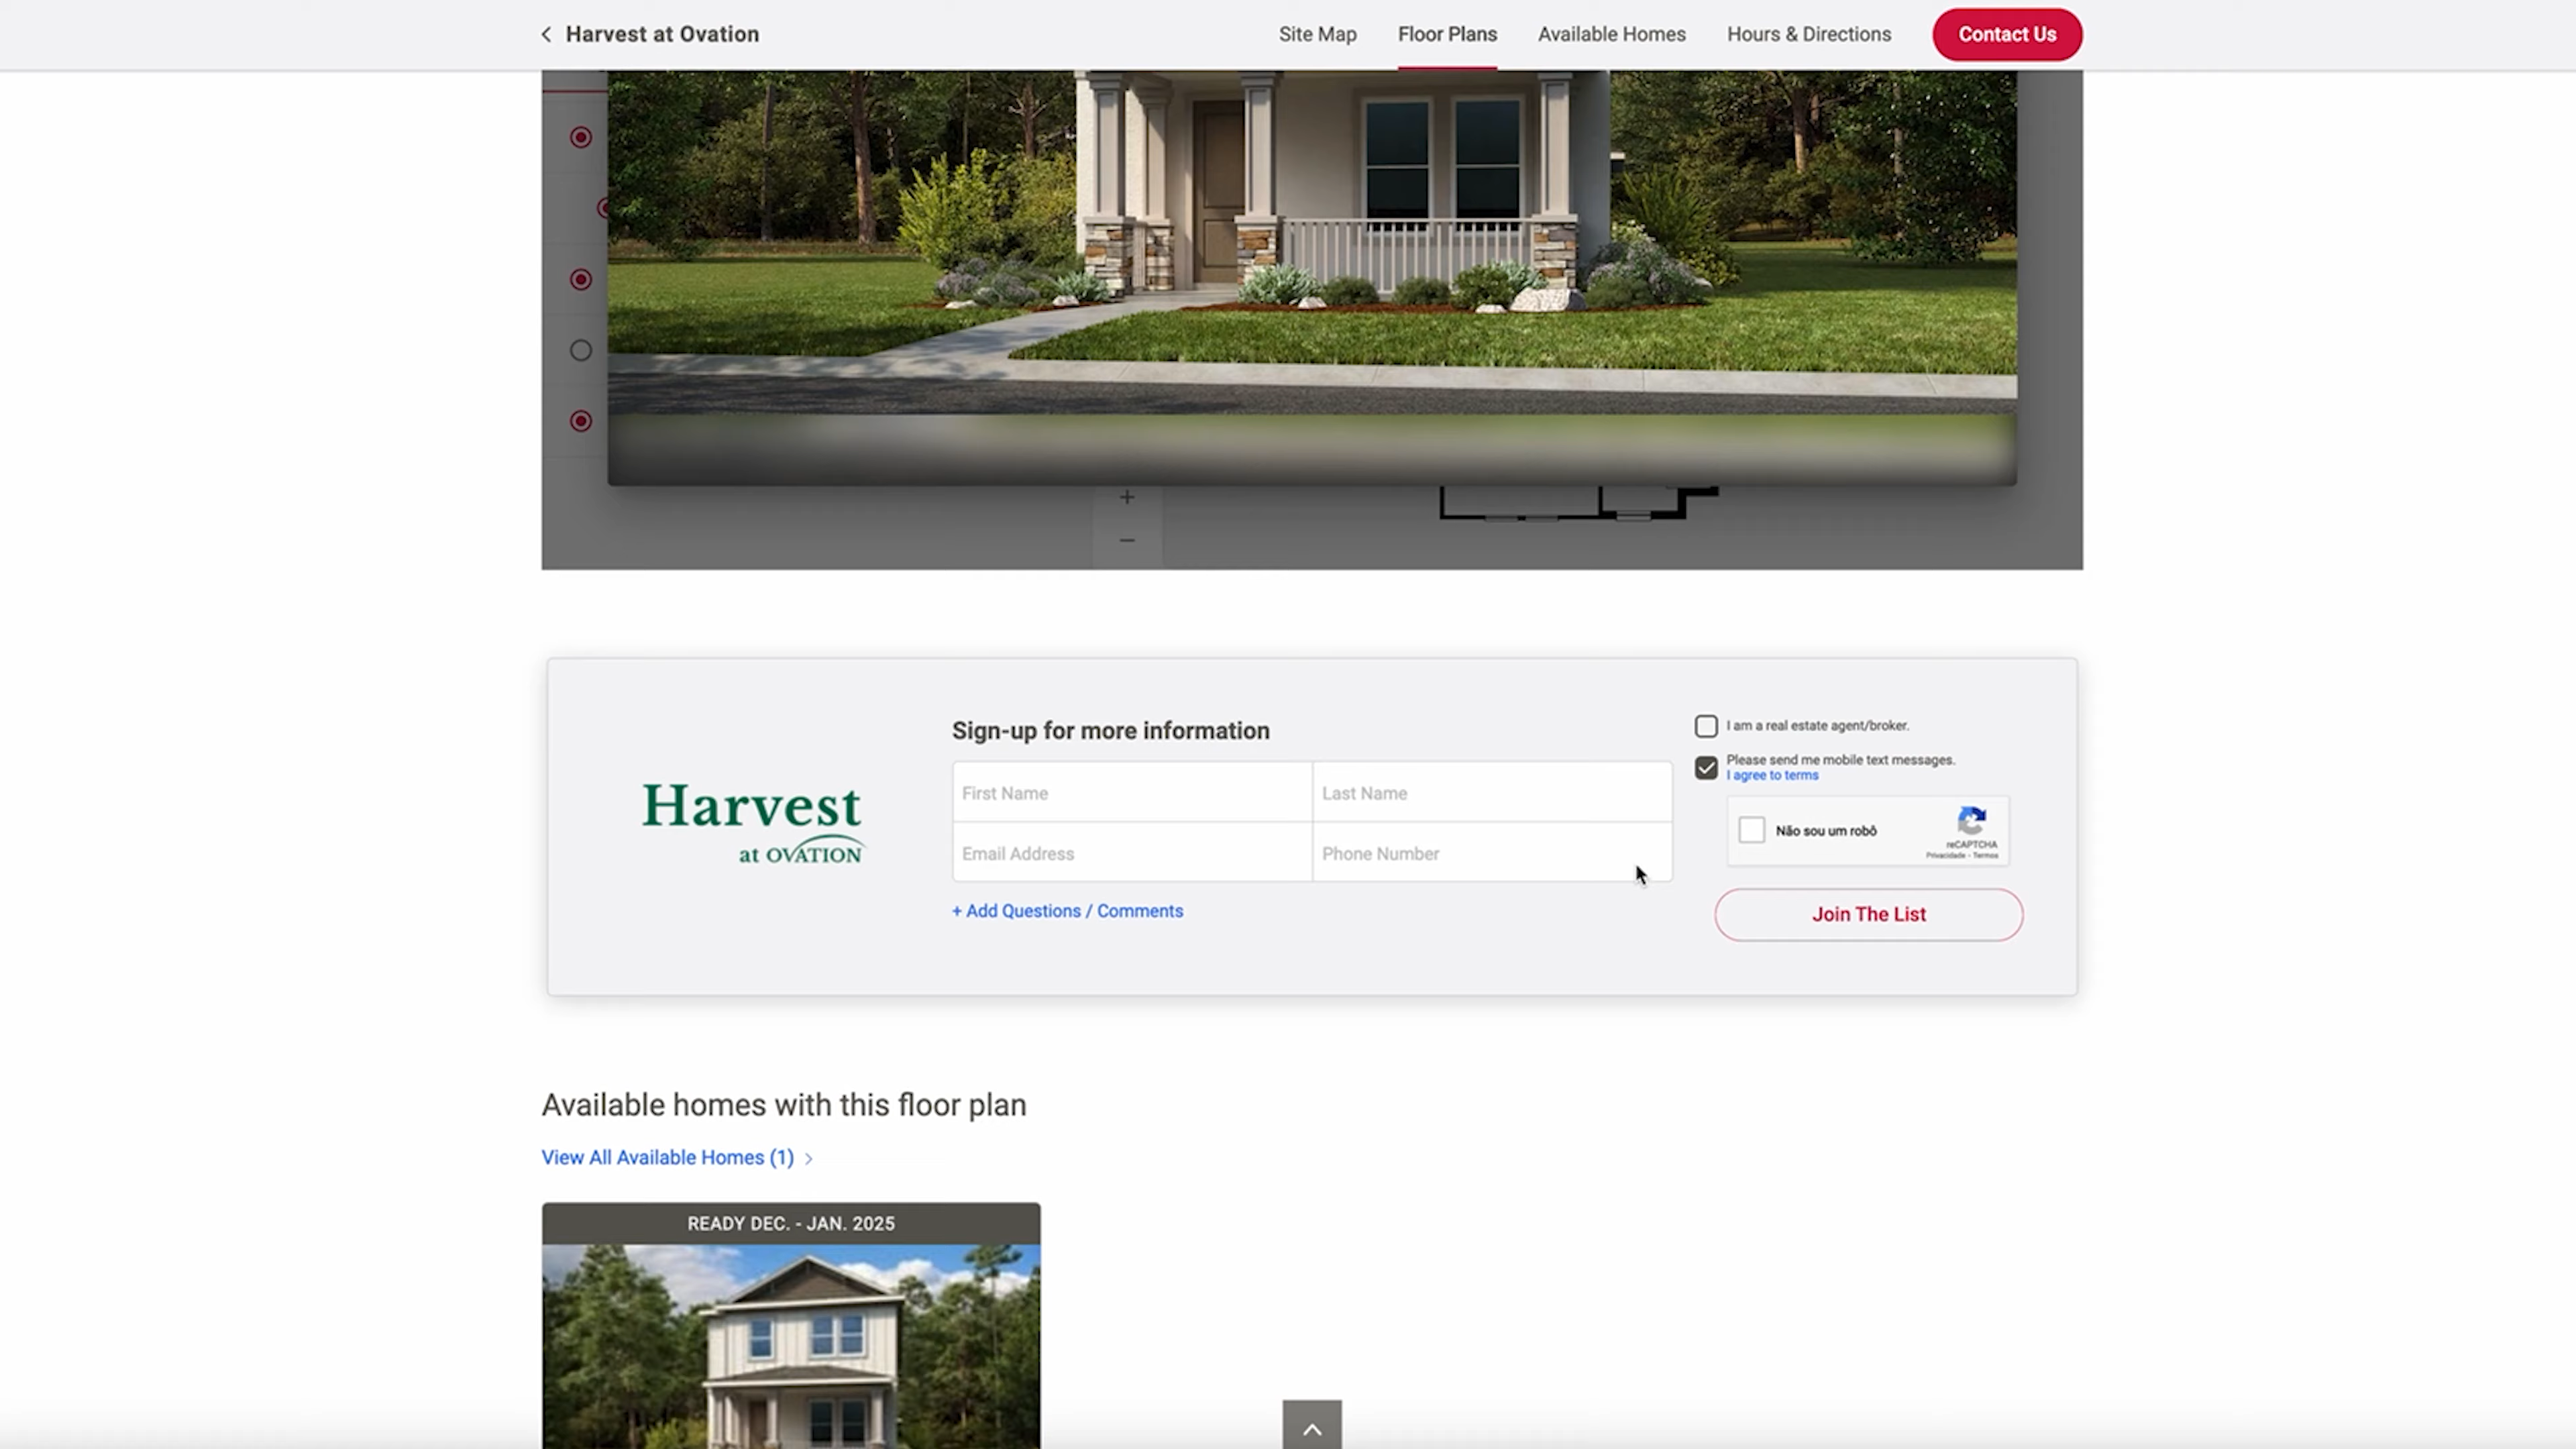 Harvest at Ovation
Site Map
Floor Plans
Available Homes
Hours & Directions
Contact Us
Sign-up for more information
First Name
Last Name
Email Address
Phone Number
+ Add Questions / Comments
Harvest
at OVATION
I am a real estate agent/broker.
Please send me mobile text messages.
I agree to terms
Não sou um robô
reCAPTCHA
Privacidade - Termos
Join The List
Available homes with this floor plan
View All Available Homes (1)
READY DEC. - JAN. 2025